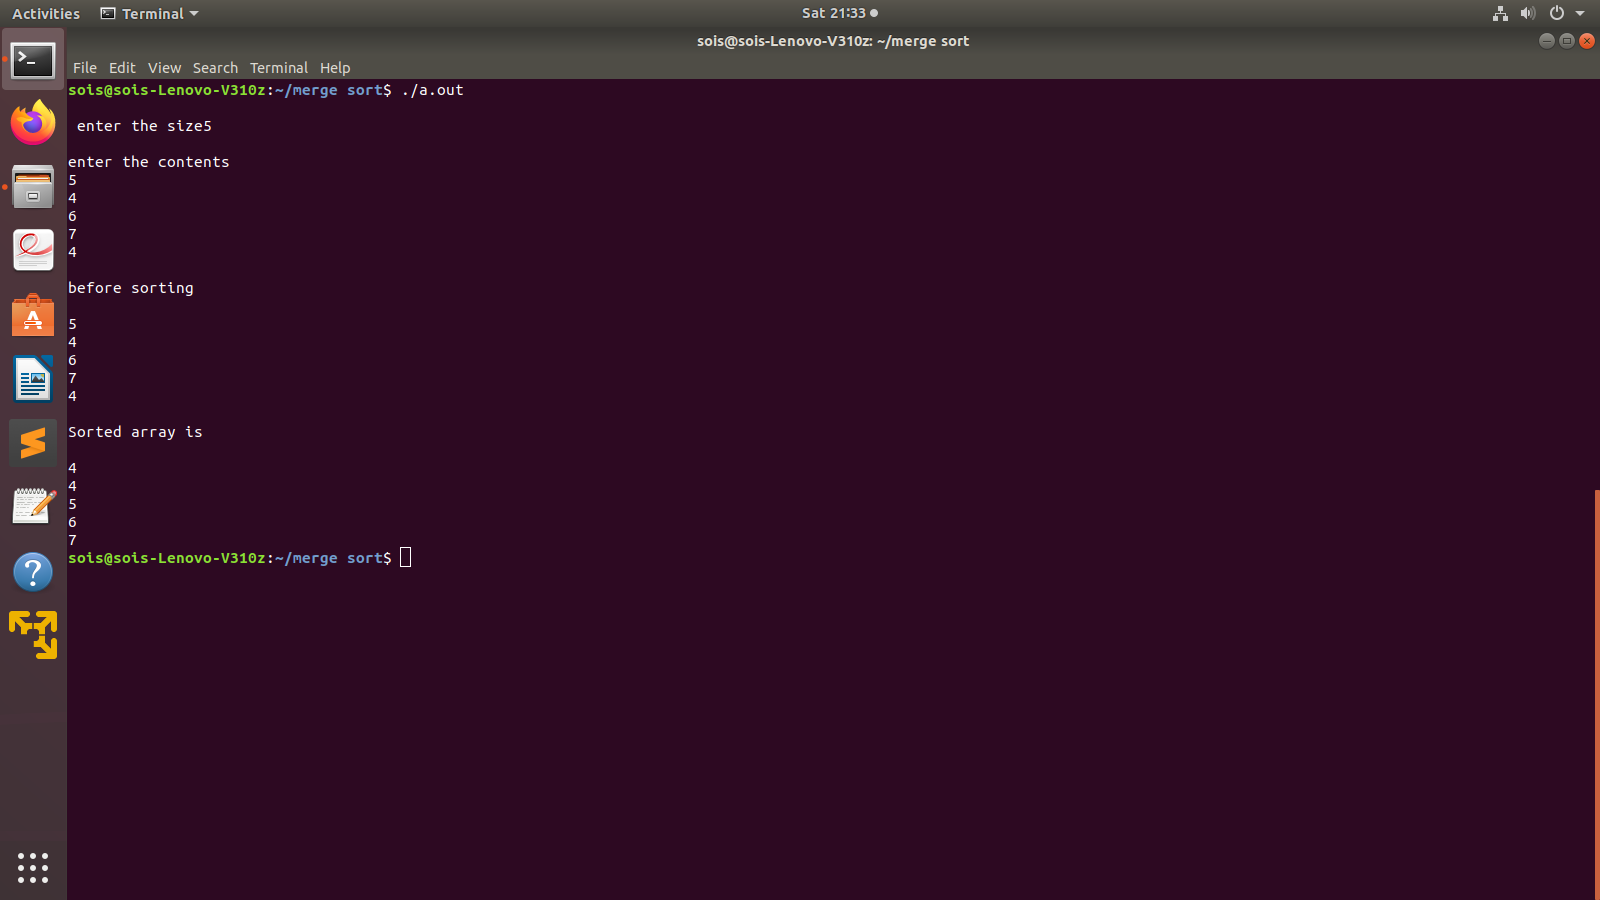 Activities Terminal Sat 21:33
sois@sois-Lenovo-V310z: ~/merge sort
File Edit View Search Terminal Help
sois@sois-Lenovo-V310z:~/merge sort$ ./a.out
enter the size5
enter the contents
5
4
6
7
4
before sorting
5
4
6
7
4
Sorted array is
4
4
5
6
7
sois@sois-Lenovo-V310z:~/merge sort$